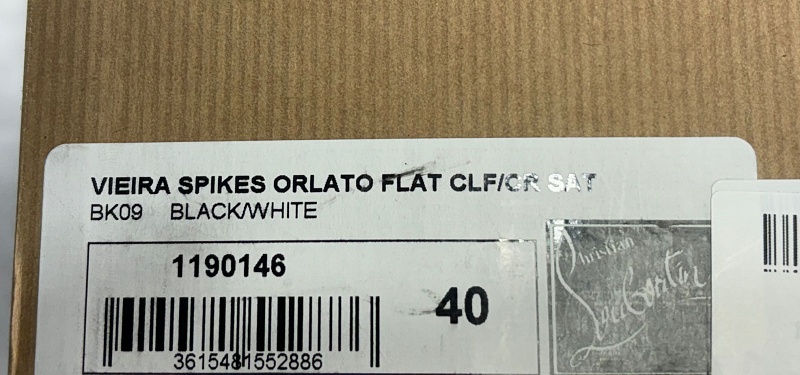 VIEIRA SPIKES ORLATO FLAT CLF/CR SAT
BK09 BLACK/WHITE
1190146
40
3615481552886
Christian
Louboutin